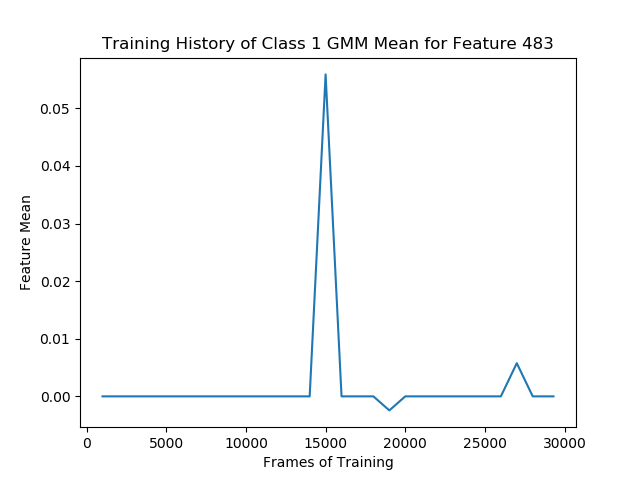 Training History of Class 1 GMM Mean for Feature 483
0.05
0.04
0.03
0.02
0.01
0.00
Feature Mean
0 5000 10000 15000 20000 25000 30000
Frames of Training